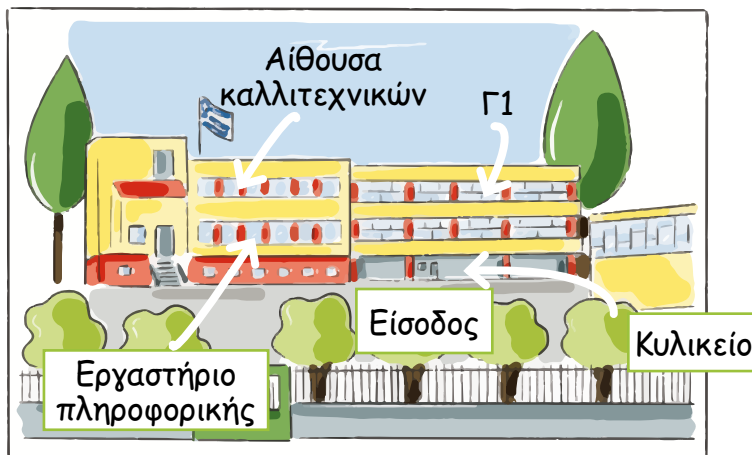 Αίθουσα
καλλιτεχνικών
Γ1
Είσοδος
Κυλικείο
Εργαστήριο
πληροφορικής